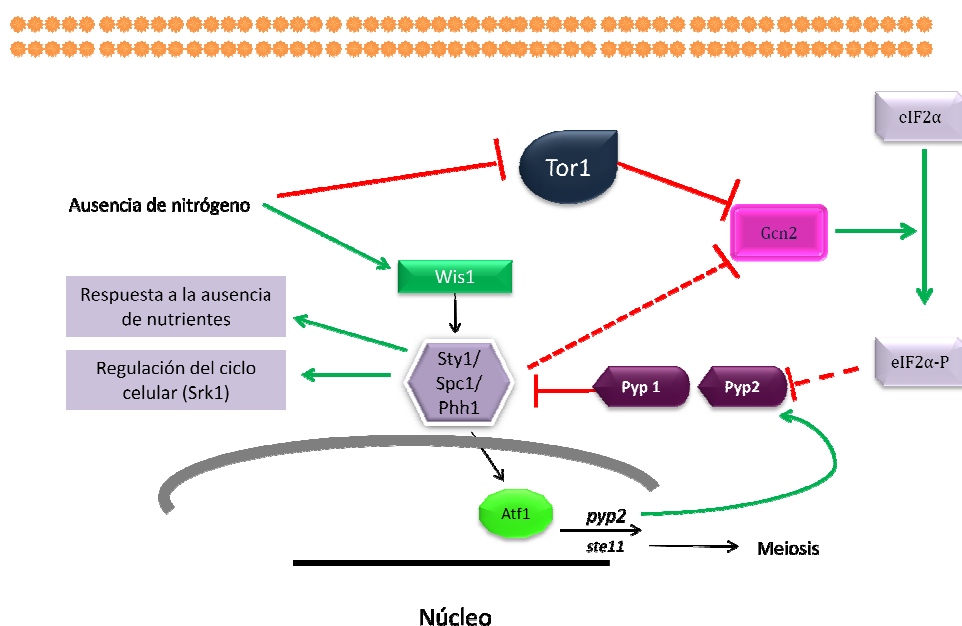 eIF2α
Tor1
Ausencia de nitrógeno
Gcn2
Wis1
Respuesta a la ausencia
de nutrientes
Regulación del ciclo
celular (Srk1)
Sty1/
Spc1/
Phh1
Pyp 1
Pyp2
eIF2α-P
Atf1
pyp2
ste11
Meiosis
Núcleo